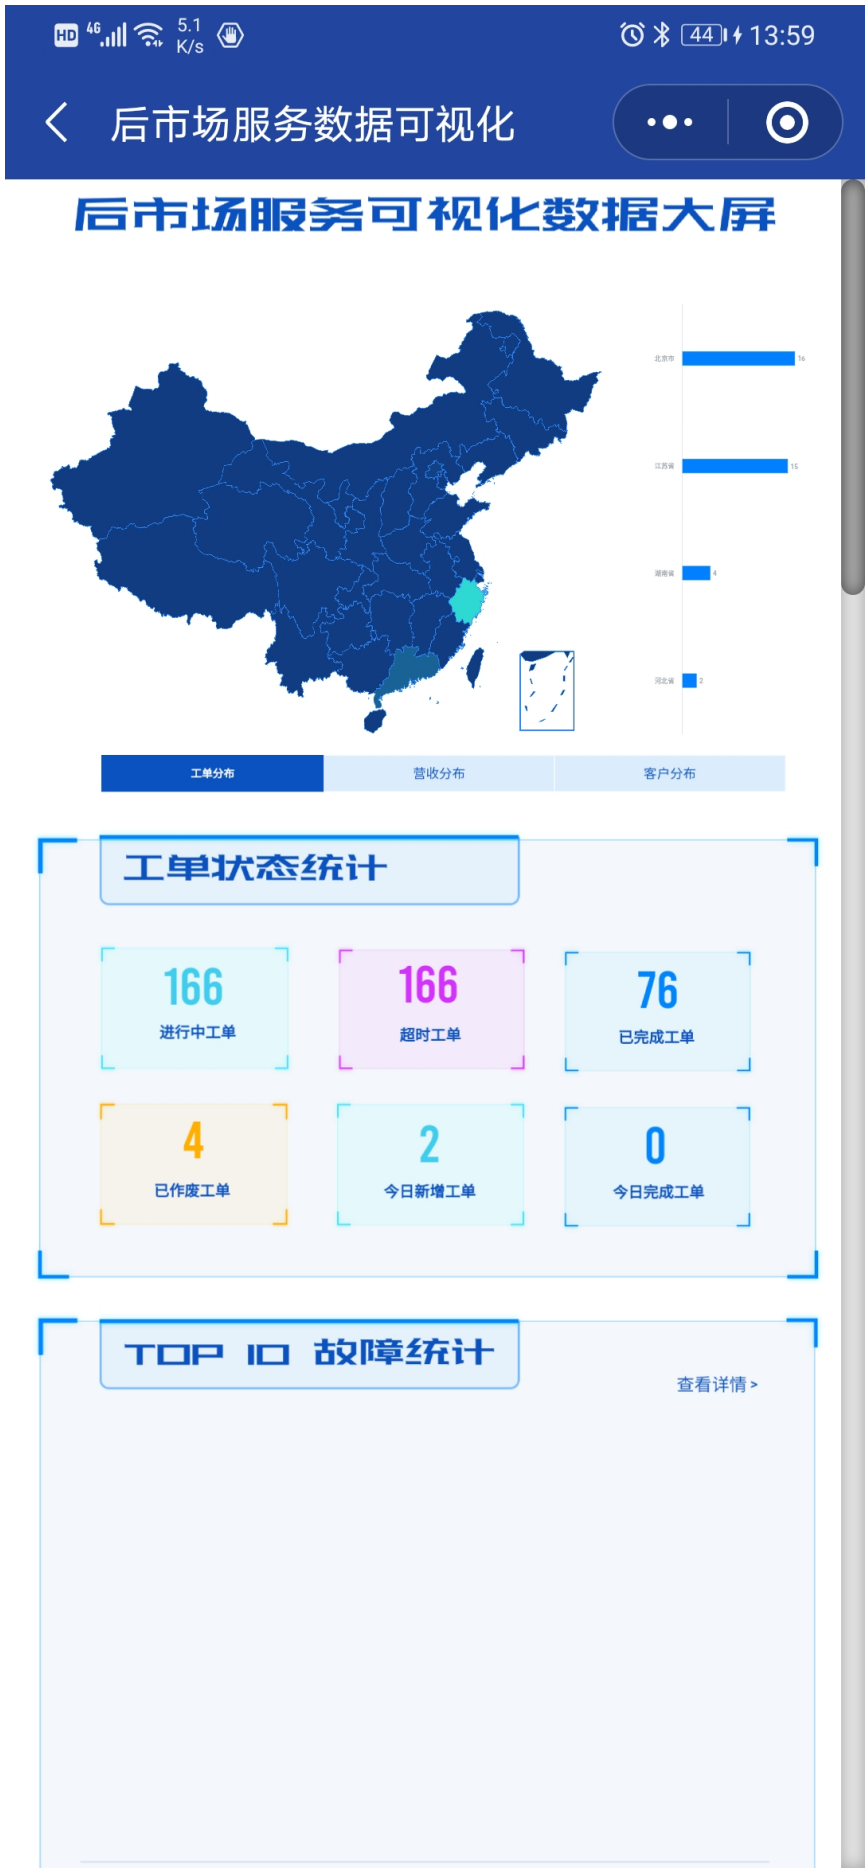 HD 4G 5.1 K/s 44 13:59
后市场服务数据可视化
后市场服务可视化数据大屏
北京市 16
江苏省 15
湖南省 4
河北省 2
工单分布 营收分布 客户分布
工单状态统计
166 166 76
进行中工单 超时工单 已完成工单
4 2 0
已作废工单 今日新增工单 今日完成工单
TOP 10 故障统计
查看详情 >